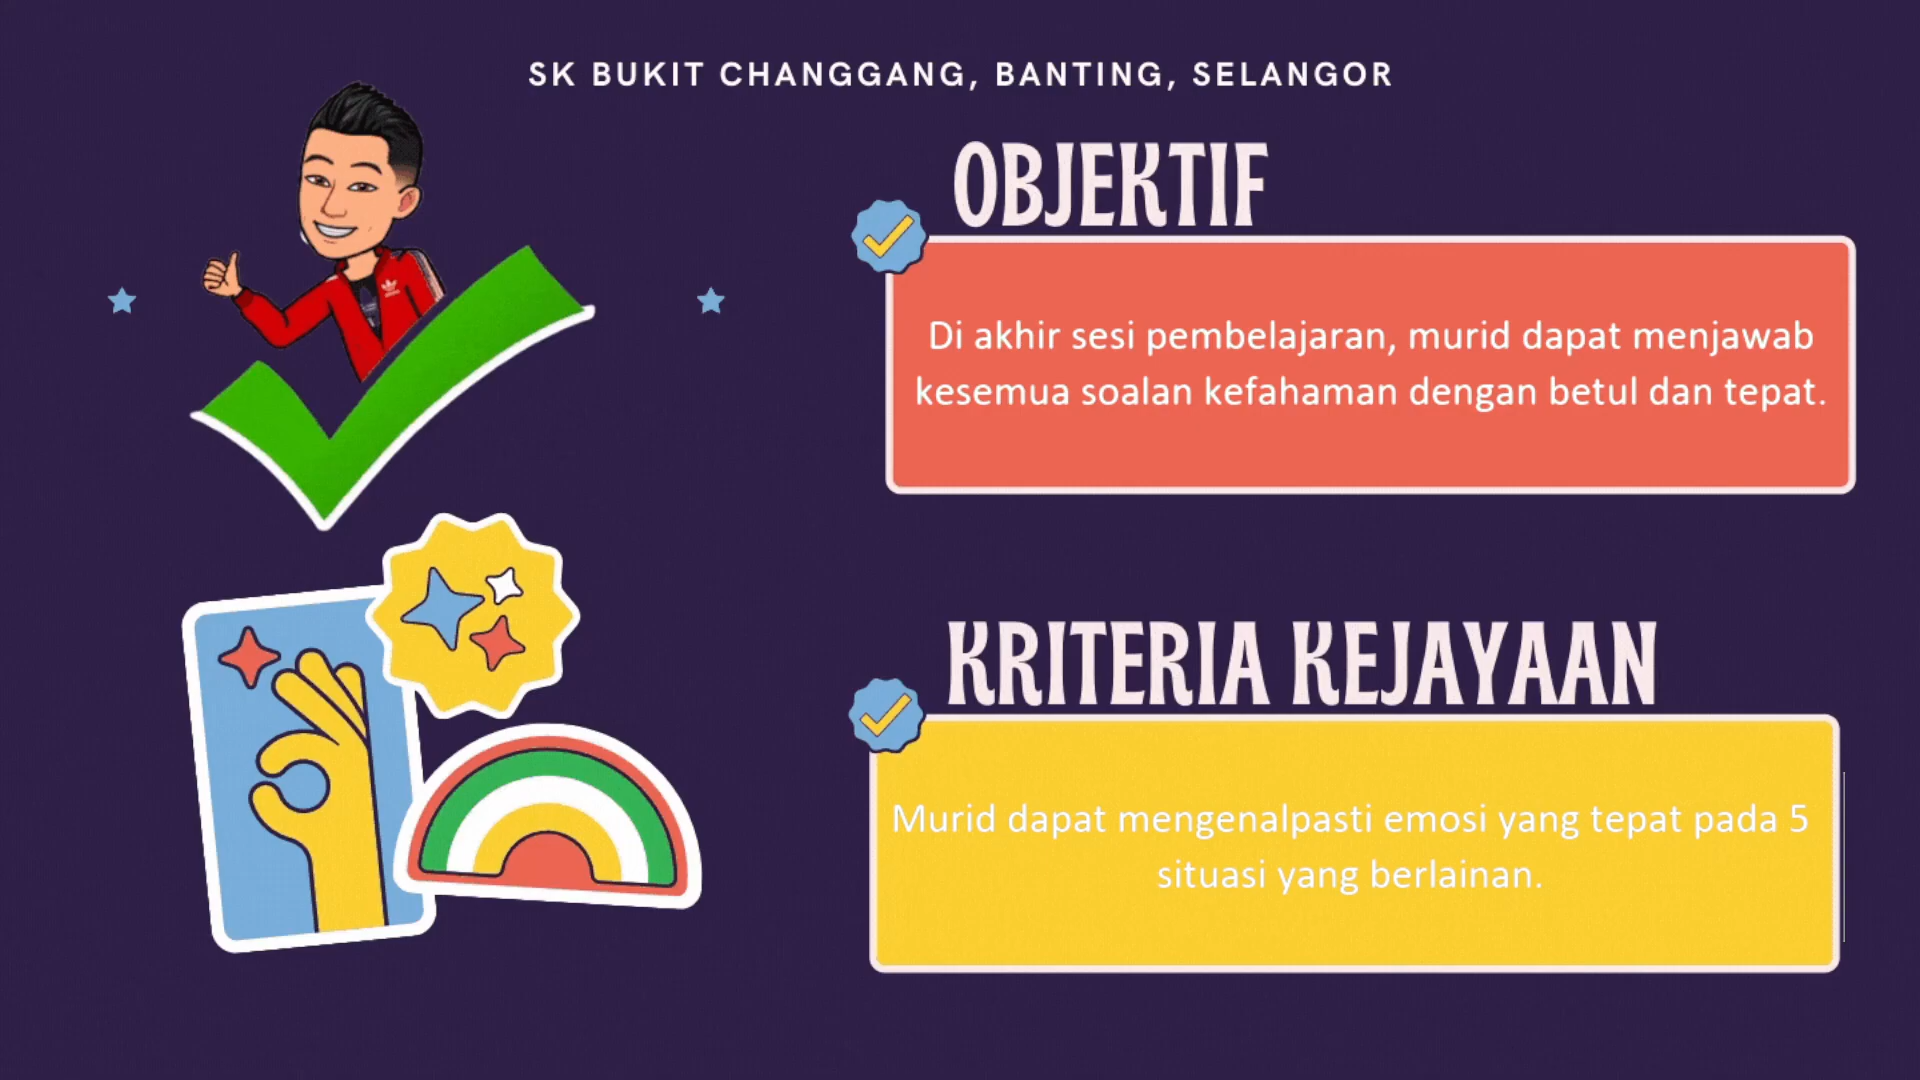 SK BUKIT CHANGGANG, BANTING, SELANGOR
OBJEKTIF
Di akhir sesi pembelajaran, murid dapat menjawab
kesemua soalan kefahaman dengan betul dan tepat.
KRITERIA KEJAYAAN
Murid dapat mengenalpasti emosi yang tepat pada 5
situasi yang berlainan.